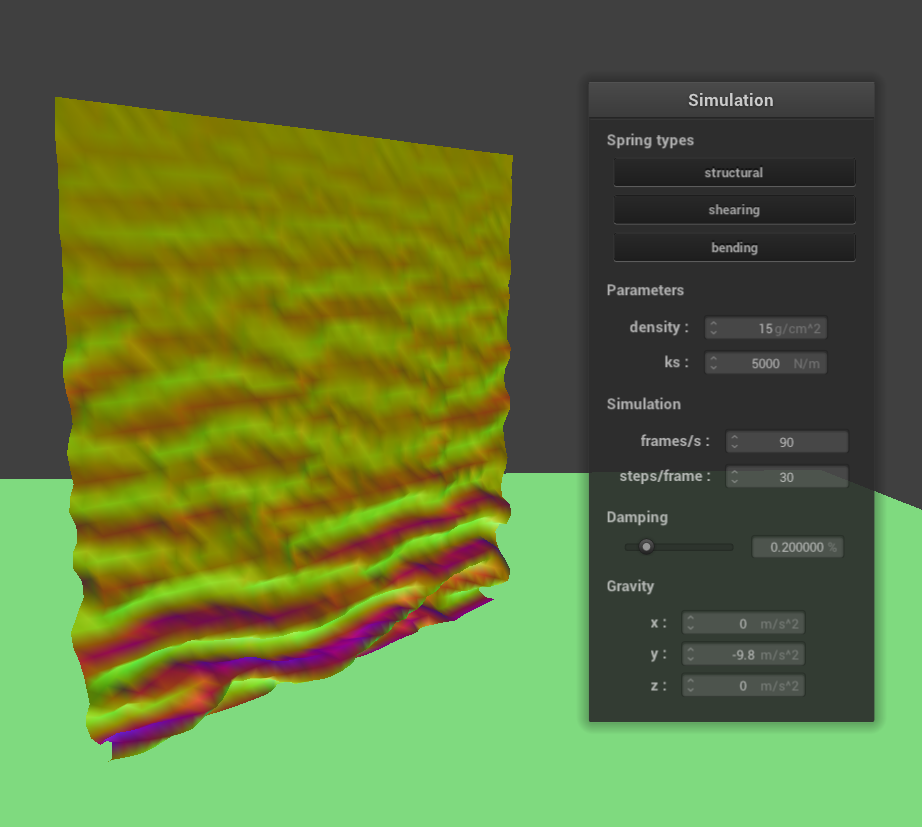 Simulation
Spring types
structural
shearing
bending
Parameters
density : 15 g/cm^2
ks : 5000 N/m
Simulation
frames/s : 90
steps/frame : 30
Damping
0.200000 %
Gravity
x : 0 m/s^2
y : -9.8 m/s^2
z : 0 m/s^2